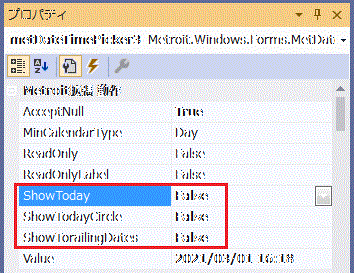 プロパティ
metDateTimePicker3 Metroit.Windows.Forms.MetDate
Metroit拡張 動作
AcceptNull True
MinCalendarType Day
ReadOnly False
ReadOnlyLabel False
ShowToday False
ShowTodayCircle False
ShowTorailingDates False
Value 2021/03/01 16:18